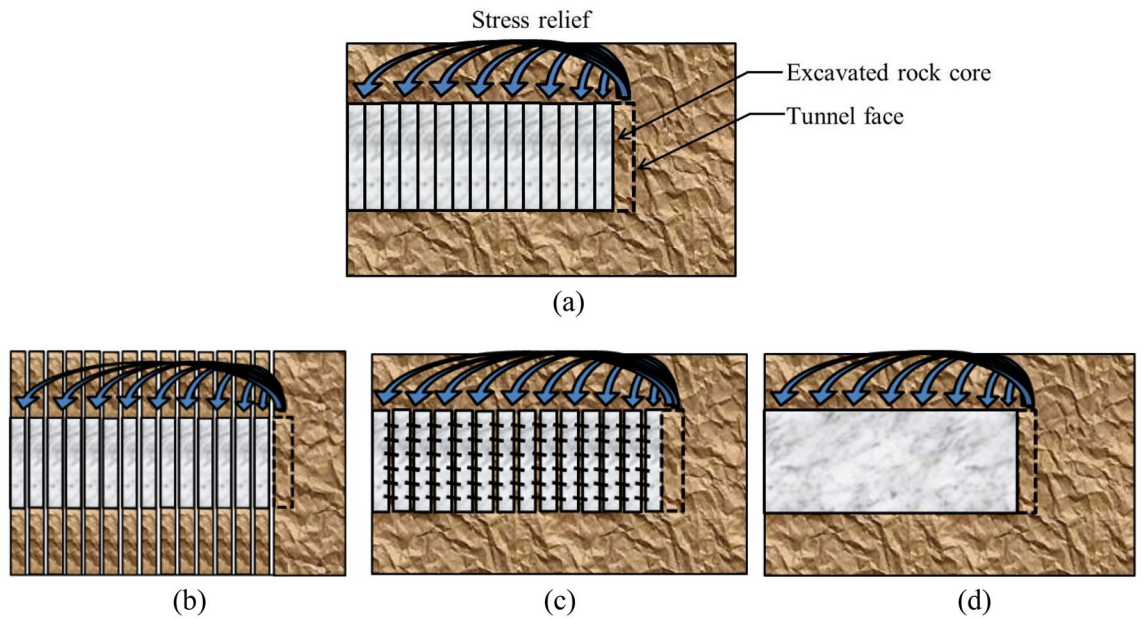 Stress relief
Excavated rock core
Tunnel face
(a)
(b)
(c)
(d)